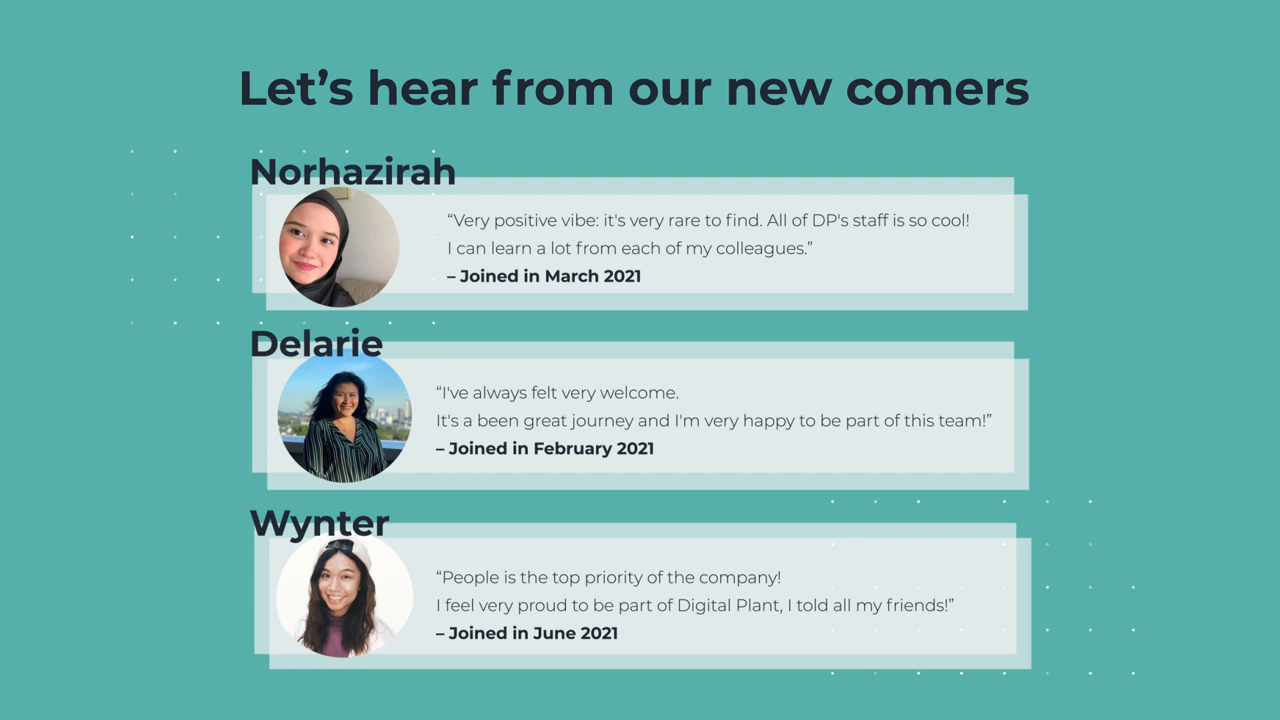 Let’s hear from our new comers
Norhazirah
“Very positive vibe: it's very rare to find. All of DP's staff is so cool!
I can learn a lot from each of my colleagues.”
– Joined in March 2021
Delarie
“I've always felt very welcome.
It's a been great journey and I'm very happy to be part of this team!”
– Joined in February 2021
Wynter
“People is the top priority of the company!
I feel very proud to be part of Digital Plant, I told all my friends!”
– Joined in June 2021